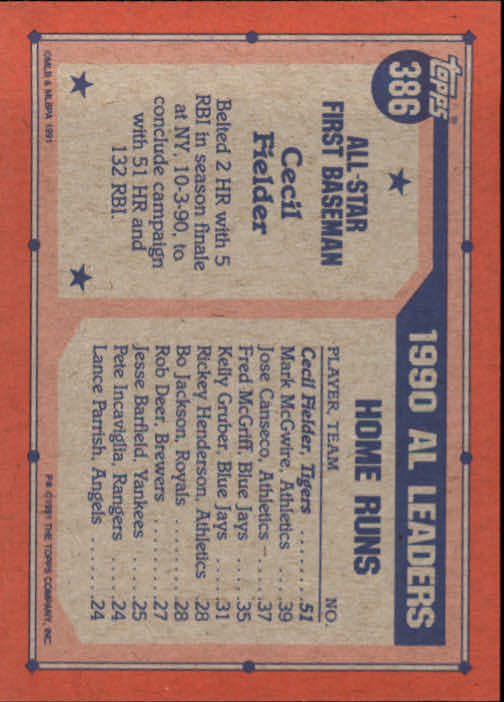 topps
386
ALL-STAR
FIRST BASEMAN
Cecil
Fielder
Belted 2 HR with 5
RBI in season finale
at NY, 10-3-90, to
conclude campaign
with 51 HR and
132 RBI.
©MLB & MLBPA 1991
1990 AL LEADERS
HOME RUNS
PLAYER, TEAM NO.
Cecil Fielder, Tigers . . . . . . . 51
Mark McGwire, Athletics . . . 39
Jose Canseco, Athletics – . . . 37
Fred McGriff, Blue Jays . . . . 35
Kelly Gruber, Blue Jays . . . . 31
Rickey Henderson, Athletics 28
Bo Jackson, Royals . . . . . . . 28
Rob Deer, Brewers . . . . . . . . 27
Jesse Barfield, Yankees . . . . 25
Pete Incaviglia, Rangers . . . . 24
Lance Parrish, Angels . . . . . 24
P® ©1991 THE TOPPS COMPANY, INC.